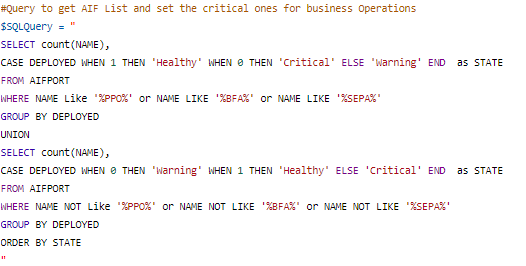 #Query to get AIF List and set the critical ones for business Operations
$SQLQuery = "
SELECT count(NAME),
CASE DEPLOYED WHEN 1 THEN 'Healthy' WHEN 0 THEN 'Critical' ELSE 'Warning' END  as STATE
FROM AIFPORT
WHERE NAME Like '%PPO%' or NAME LIKE '%BFA%' or NAME LIKE '%SEPA%'
GROUP BY DEPLOYED
UNION
SELECT count(NAME),
CASE DEPLOYED WHEN 0 THEN 'Warning' WHEN 1 THEN 'Healthy' ELSE 'Critical' END  as STATE
FROM AIFPORT
WHERE NAME NOT Like '%PPO%' or NAME NOT LIKE '%BFA%' or NAME NOT LIKE '%SEPA%'
GROUP BY DEPLOYED
ORDER BY STATE
"